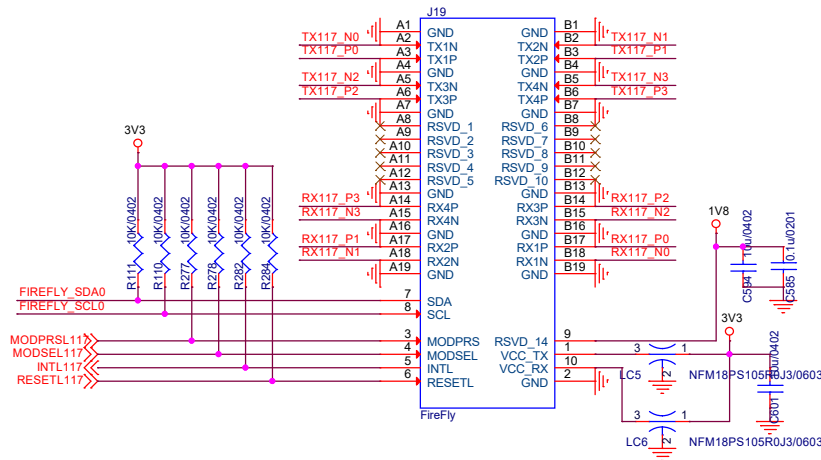 J19
A1 GND GND B1
TX117_N0 A2 TX1N TX2N B2 TX117_N1
TX117_P0 A3 TX1P TX2P B3 TX117_P1
A4 GND GND B4
TX117_N2 A5 TX3N TX4N B5 TX117_N3
TX117_P2 A6 TX3P TX4P B6 TX117_P3
A7 GND GND B7
A8 RSVD_1 RSVD_6 B8
A9 RSVD_2 RSVD_7 B9
A10 RSVD_3 RSVD_8 B10
A11 RSVD_4 RSVD_9 B11
A12 RSVD_5 RSVD_10 B12
A13 GND GND B13
RX117_P3 A14 RX4P RX3P B14 RX117_P2
RX117_N3 A15 RX4N RX3N B15 RX117_N2
A16 GND GND B16
RX117_P1 A17 RX2P RX1P B17 RX117_P0
RX117_N1 A18 RX2N RX1N B18 RX117_N0
A19 GND GND B19
3V3
R111 10K/0402
R110 10K/0402
R277 10K/0402
R278 10K/0402
R282 10K/0402
R284 10K/0402
FIREFLY_SDA0 7 SDA
FIREFLY_SCL0 8 SCL
MODPRSL117 3 MODPRS RSVD_14 9
MODSEL117 4 MODSEL VCC_TX 1
INTL117 5 INTL VCC_RX 10
RESETL117 6 RESETL GND 2
FireFly
1V8
C594 10u/0402
C585 0.1u/0201
3V3
3 1
2
LC5 NFM18PS105R0J3/0603
C601 10u/0402
3 1
2
LC6 NFM18PS105R0J3/0603